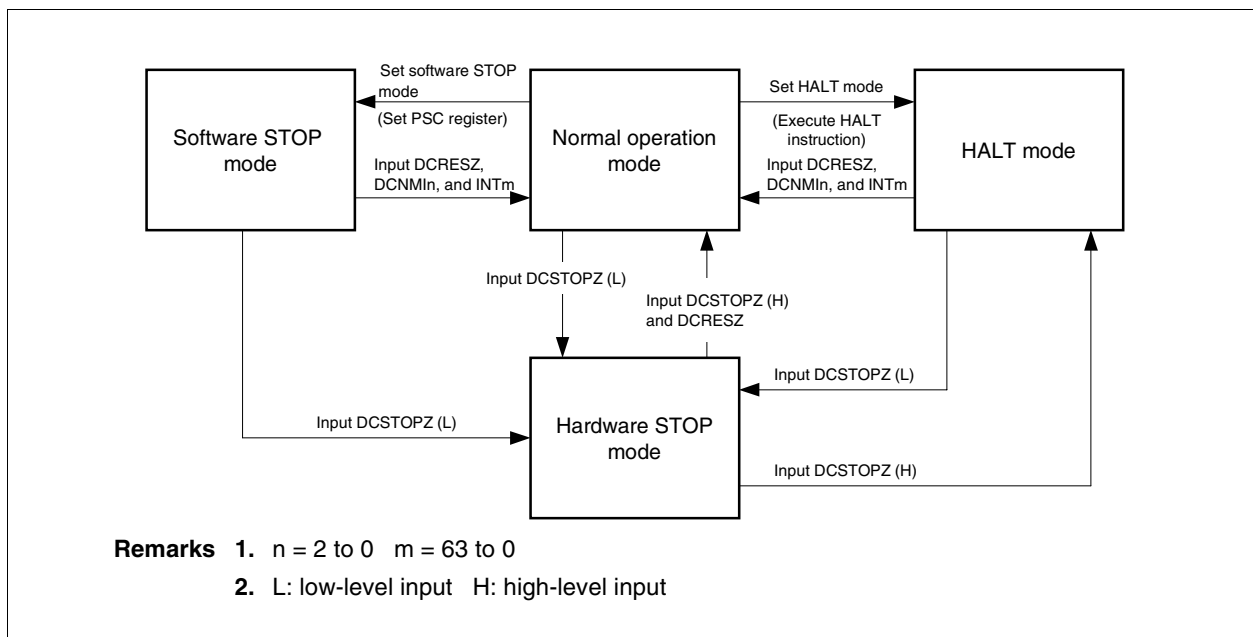 Set software STOP
mode
(Set PSC register)
Set HALT mode
(Execute HALT
instruction)
Software STOP
mode
Normal operation
mode
HALT mode
Input DCRESZ,
DCNMIn, and INTm
Input DCRESZ,
DCNMIn, and INTm
Input DCSTOPZ (L)
Input DCSTOPZ (H)
and DCRESZ
Input DCSTOPZ (L)
Input DCSTOPZ (L)
Hardware STOP
mode
Input DCSTOPZ (H)
Remarks 1. n = 2 to 0 m = 63 to 0
2. L: low-level input H: high-level input